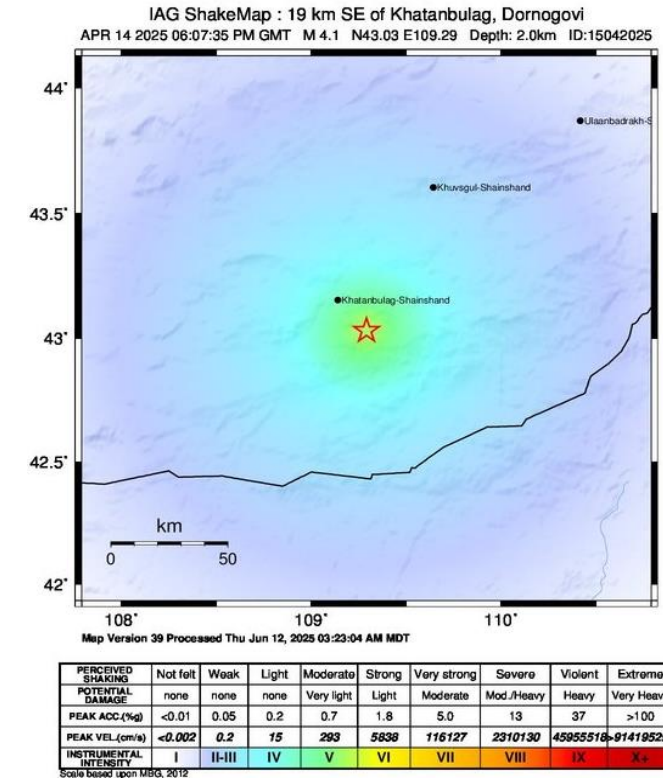 IAG ShakeMap : 19 km SE of Khatanbulag, Dornogovi
APR 14 2025 06:07:35 PM GMT M 4.1 N43.03 E109.29 Depth: 2.0km ID:15042025
44˚
Ulaanbadrakh-S
Khuvsgul-Shainshand
43.5˚
Khatanbulag-Shainshand
43˚
42.5˚
km
0 50
42˚
108˚ 109˚ 110˚
Map Version 39 Processed Thu Jun 12, 2025 03:23:04 AM MDT
PERCEIVED SHAKING Not felt Weak Light Moderate Strong Very strong Severe Violent Extreme
POTENTIAL DAMAGE none none none Very light Light Moderate Mod./Heavy Heavy Very Heav
PEAK ACC.(%g) <0.01 0.05 0.2 0.7 1.8 5.0 13 37 >100
PEAK VEL.(cm/s) <0.002 0.2 15 293 5838 116127 2310130 45955518 >9141952
INSTRUMENTAL INTENSITY I II-III IV V VI VII VIII IX X+
Scale based upon MBG, 2012